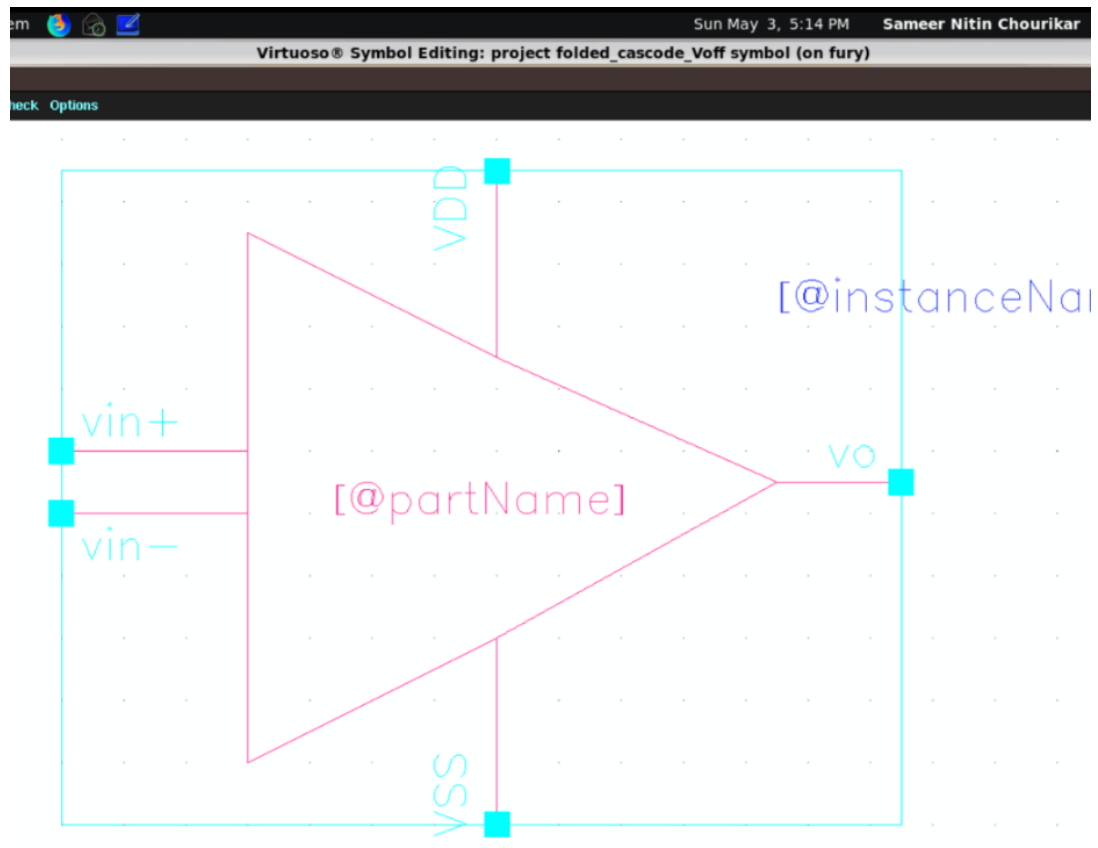 em Sun May 3, 5:14 PM Sameer Nitin Chourikar
Virtuoso® Symbol Editing: project folded_cascode_Voff symbol (on fury)
heck Options
VDD
[@instanceNa
vin+
vo
[@partName]
vin-
VSS